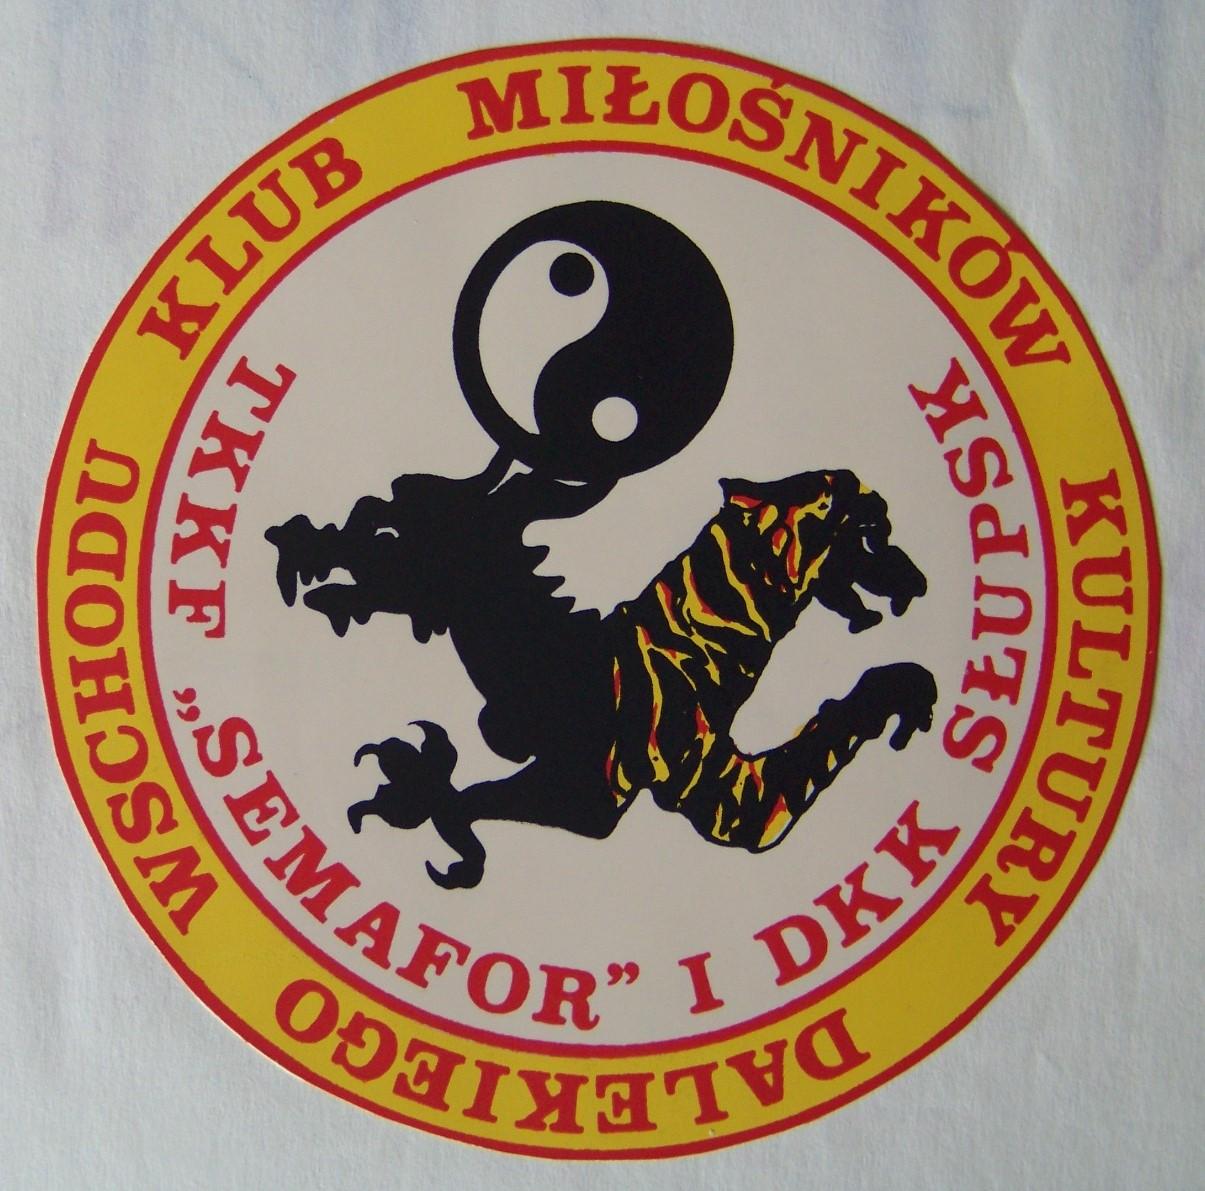 KLUB MIŁOŚNIKÓW KULTURY DALEKIEGO WSCHODU
TKKF „SEMAFOR” I DKK SŁUPSK